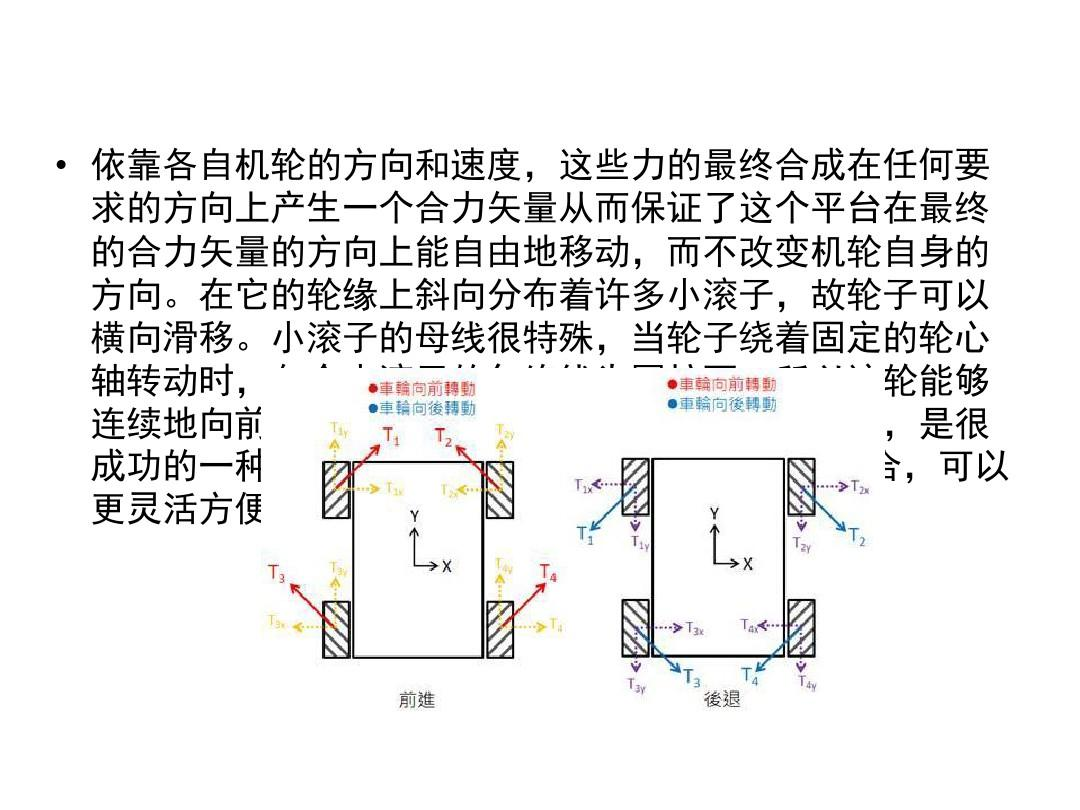 • 依靠各自机轮的方向和速度，这些力的最终合成在任何要
求的方向上产生一个合力矢量从而保证了这个平台在最终
的合力矢量的方向上能自由地移动，而不改变机轮自身的
方向。在它的轮缘上斜向分布着许多小滚子，故轮子可以
横向滑移。小滚子的母线很特殊，当轮子绕着固定的轮心
轴转动时，轮能够
连续地向前，是很
成功的一种，可以
更灵活方便
●車輪向前轉動
●車輪向後轉動
T1y T1 T2 T2y
T1x T2x
Y
X
T3 T3y T4y T4
T3x T4
前進
●車輪向前轉動
●車輪向後轉動
T1x T2x
Y
T1 T1y T2y T2
X
T3x T4x
T3y T3 T4 T4y
後退